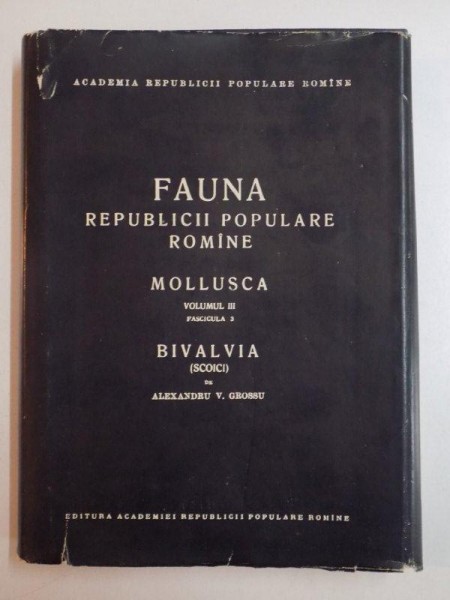 ACADEMIA REPUBLICII POPULARE ROMÎNE
FAUNA
REPUBLICII POPULARE
ROMÎNE
MOLLUSCA
VOLUMUL III
FASCICULA 3
BIVALVIA
(SCOICI)
DE
ALEXANDRU V. GROSSU
EDITURA ACADEMIEI REPUBLICII POPULARE ROMÎNE